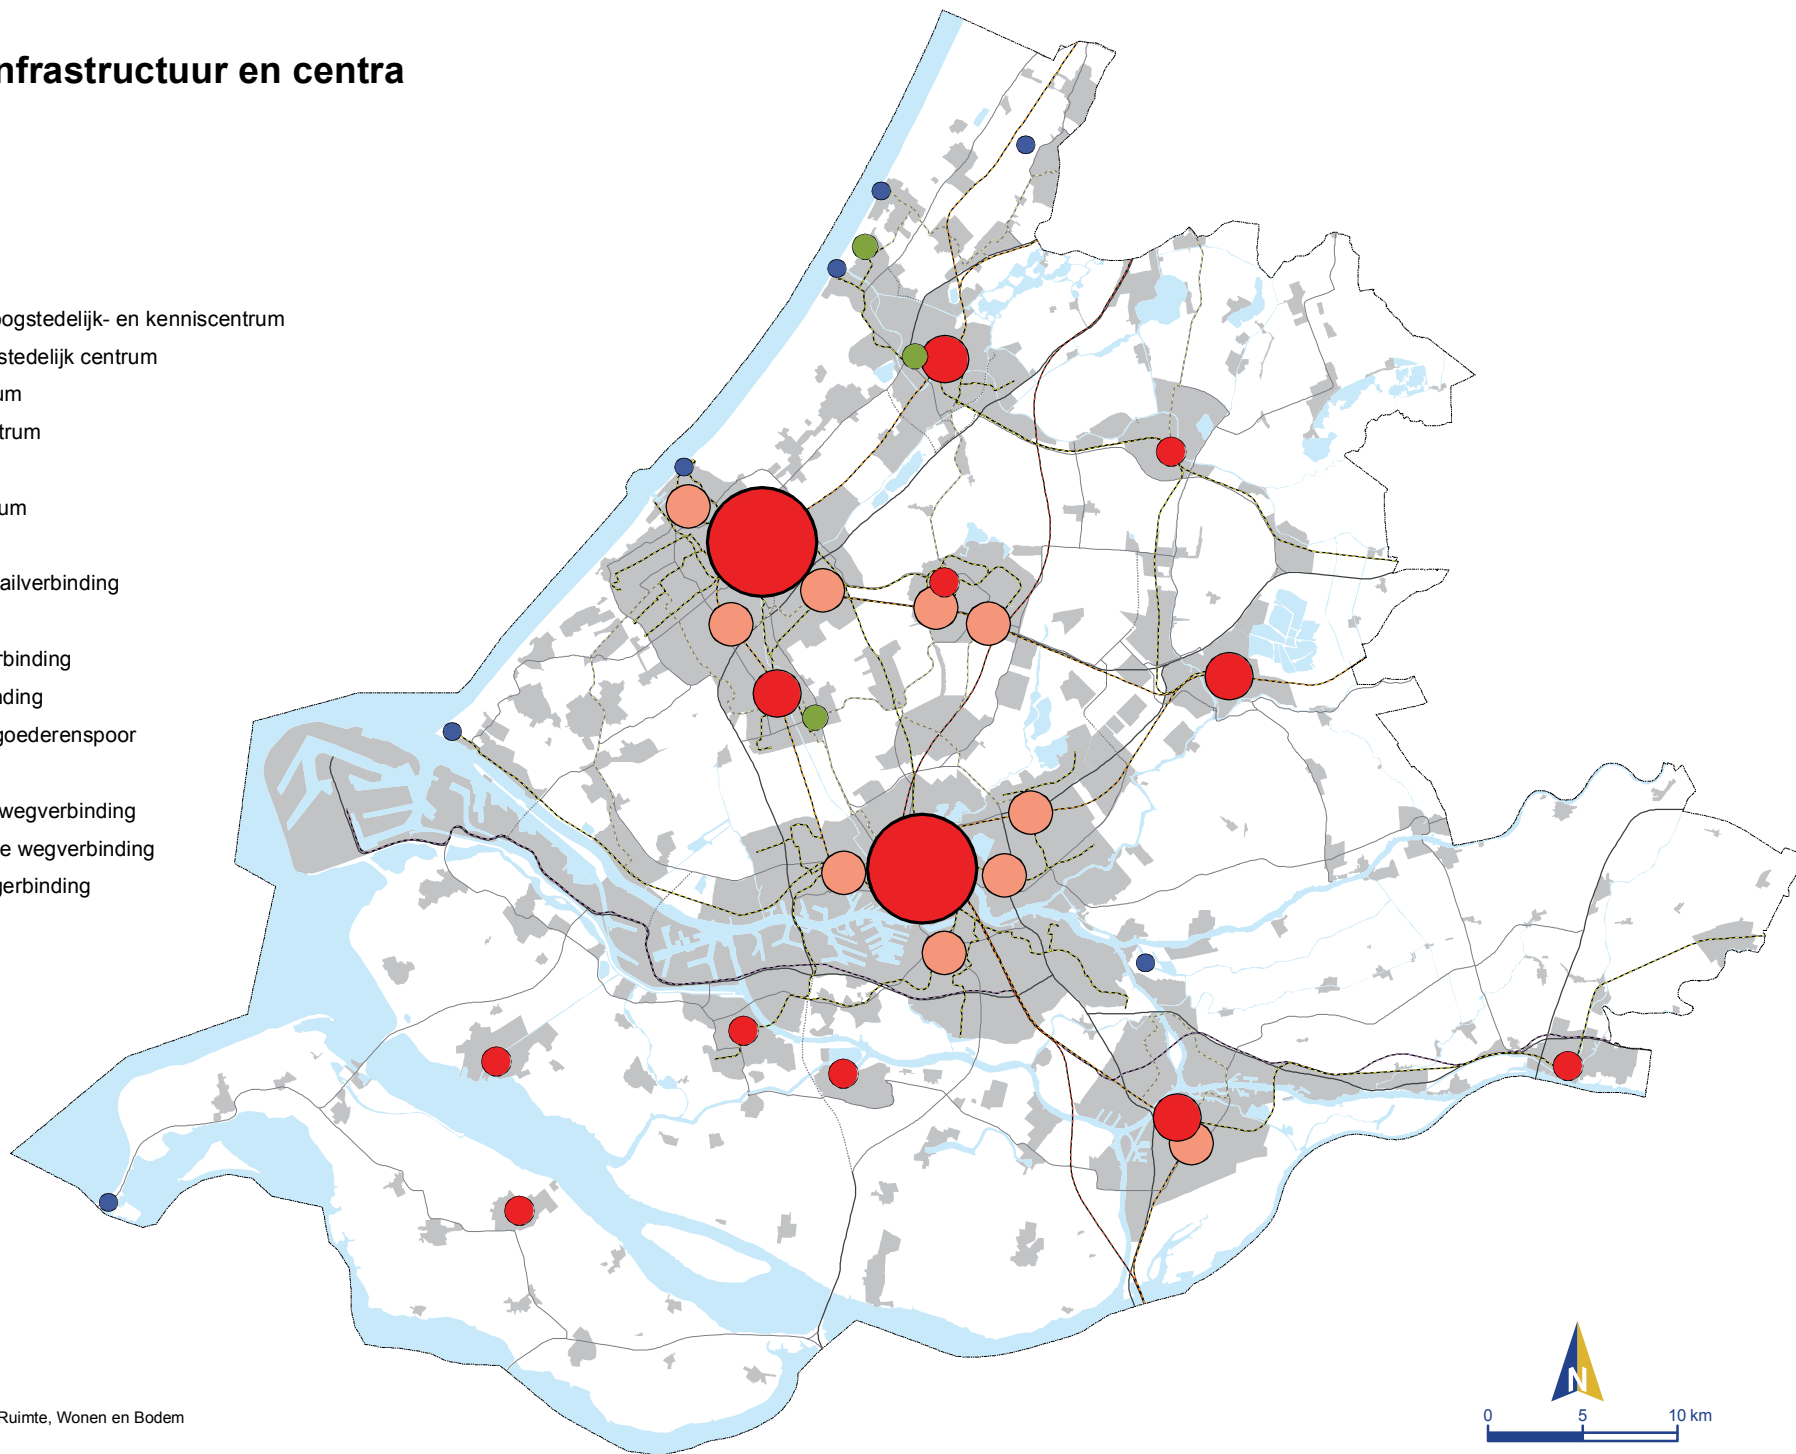 nfrastructuur en centra
oogstedelijk- en kenniscentrum
stedelijk centrum
um
trum
um
ailverbinding
rbinding
nding
goederenspoor
wegverbinding
e wegverbinding
gerbinding
Ruimte, Wonen en Bodem
N
0 5 10 km